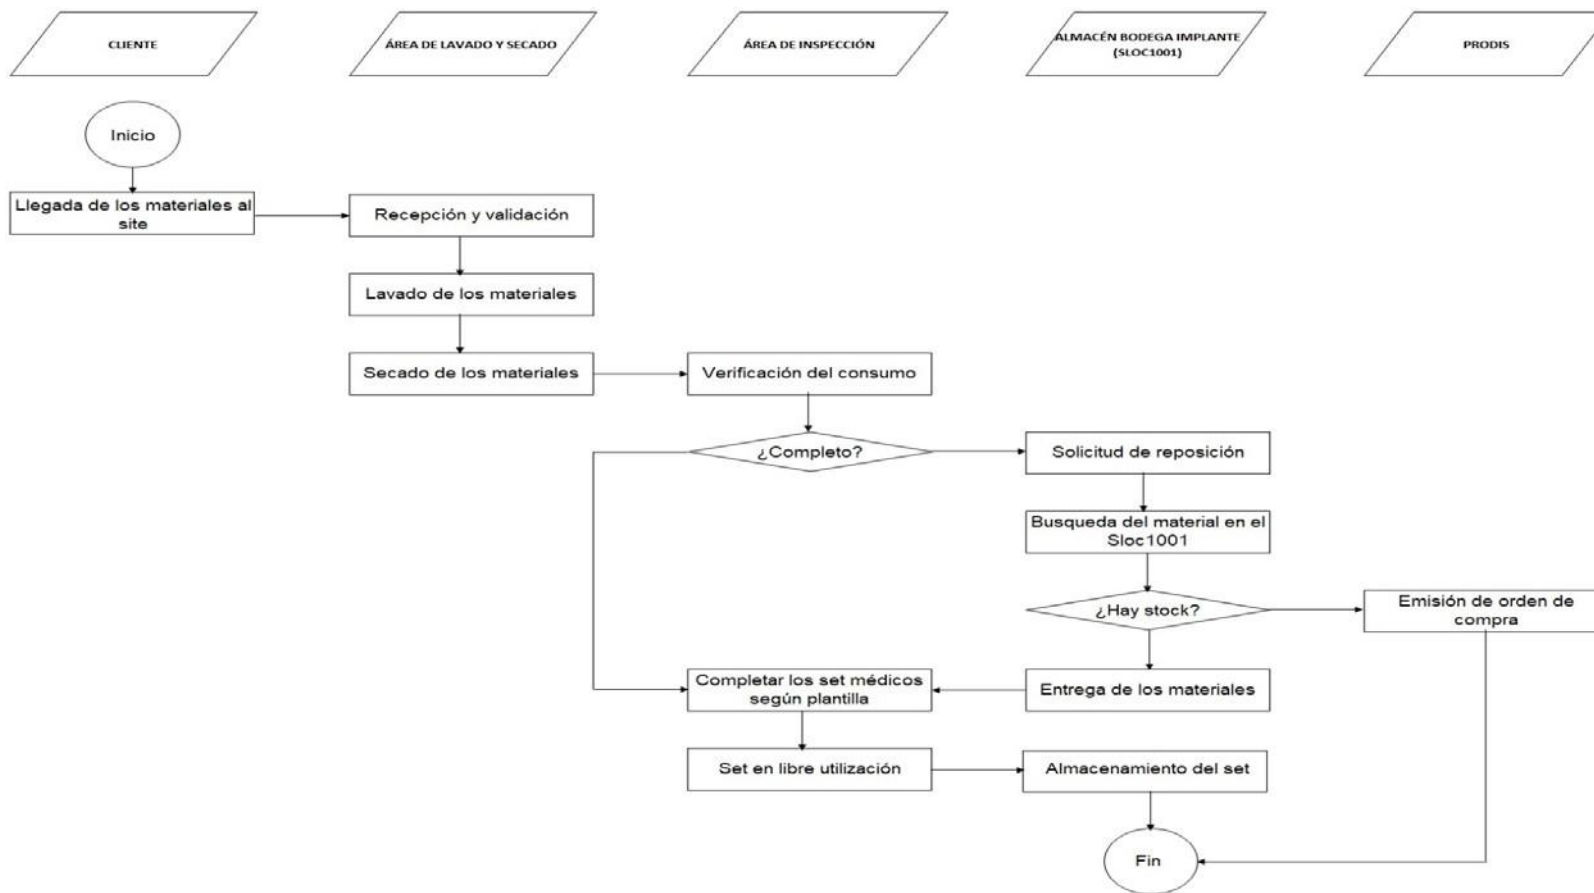 CLIENTE
ÁREA DE LAVADO Y SECADO
ÁREA DE INSPECCIÓN
ALMACÉN BODEGA IMPLANTE
(SLOC1001)
PRODIS
Inicio
Llegada de los materiales al
site
Recepción y validación
Lavado de los materiales
Secado de los materiales
Verificación del consumo
¿Completo?
Solicitud de reposición
Busqueda del material en el
Sloc1001
¿Hay stock?
Emisión de orden de
compra
Completar los set médicos
según plantilla
Entrega de los materiales
Set en libre utilización
Almacenamiento del set
Fin